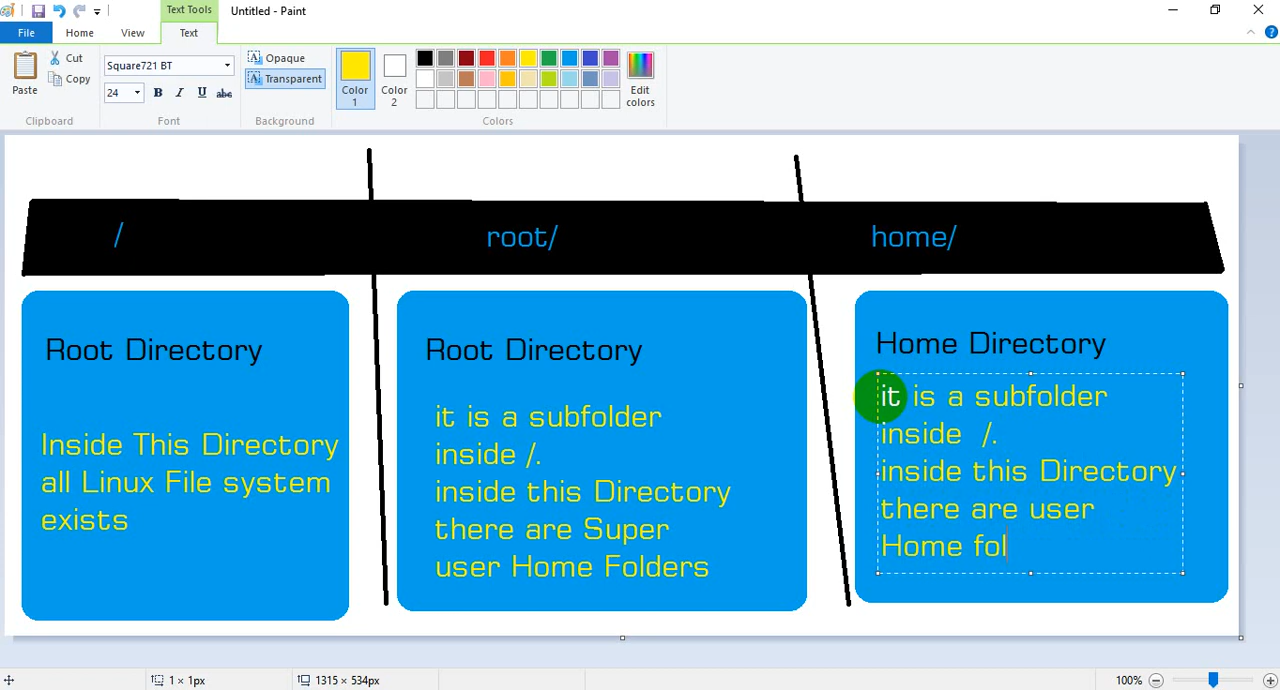 Text Tools
Untitled - Paint
File
Home
View
Text
Paste
Cut
Copy
Clipboard
Square721 BT
24
B I U abc
Font
Opaque
Transparent
Background
Color 1
Color 2
Edit colors
Colors
/
root/
home/
Root Directory
Inside This Directory
all Linux File system
exists
Root Directory
it is a subfolder
inside /.
inside this Directory
there are Super
user Home Folders
Home Directory
it is a subfolder
inside /.
inside this Directory
there are user
Home fol
1 × 1px
1315 × 534px
100%